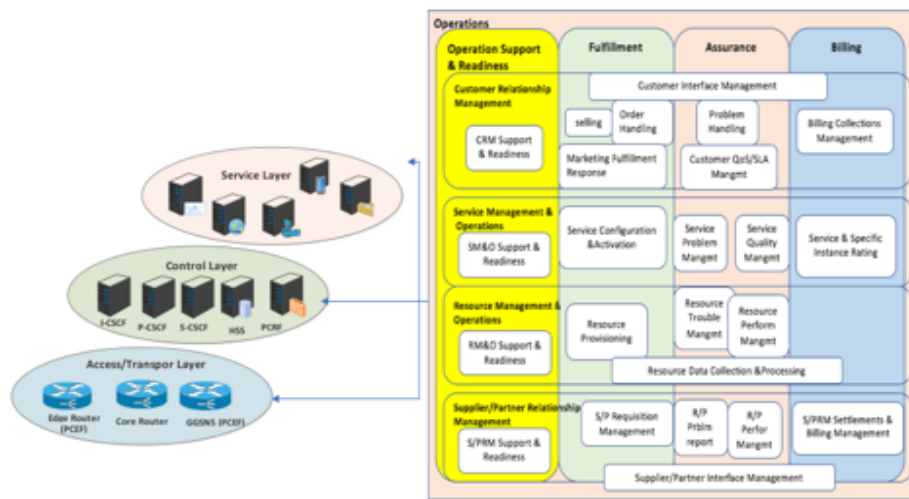 Operations
Operation Support
& Readiness
Fulfillment
Assurance
Billing
Customer Relationship
Management
Customer Interface Management
selling
Order
Handling
Problem
Handling
Billing Collections
Management
CRM Support
& Readiness
Marketing Fulfillment
Response
Customer QoS/SLA
Mangmt
Service Management &
Operations
SM&O Support &
Readiness
Service Configuration
&Activation
Service
Problem
Mangmt
Service
Quality
Mangmt
Service & Specific
Instance Rating
Resource Management &
Operations
RM&O Support &
Readiness
Resource
Provisioning
Resource
Trouble
Mangmt
Resource
Perform
Mangmt
Resource Data Collection &Processing
Supplier/Partner Relationship
Management
S/PRM Support &
Readiness
S/P Requisition
Management
R/P
Prblm
report
R/P
Perfor
Mangmt
S/PRM Settlements &
Billing Management
Supplier/Partner Interface Management
Service Layer
Control Layer
I-CSCF
P-CSCF
S-CSCF
HSS
PCRF
Access/Transpor Layer
Edge Router
(PCEF)
Core Router
GGSNS (PCEF)